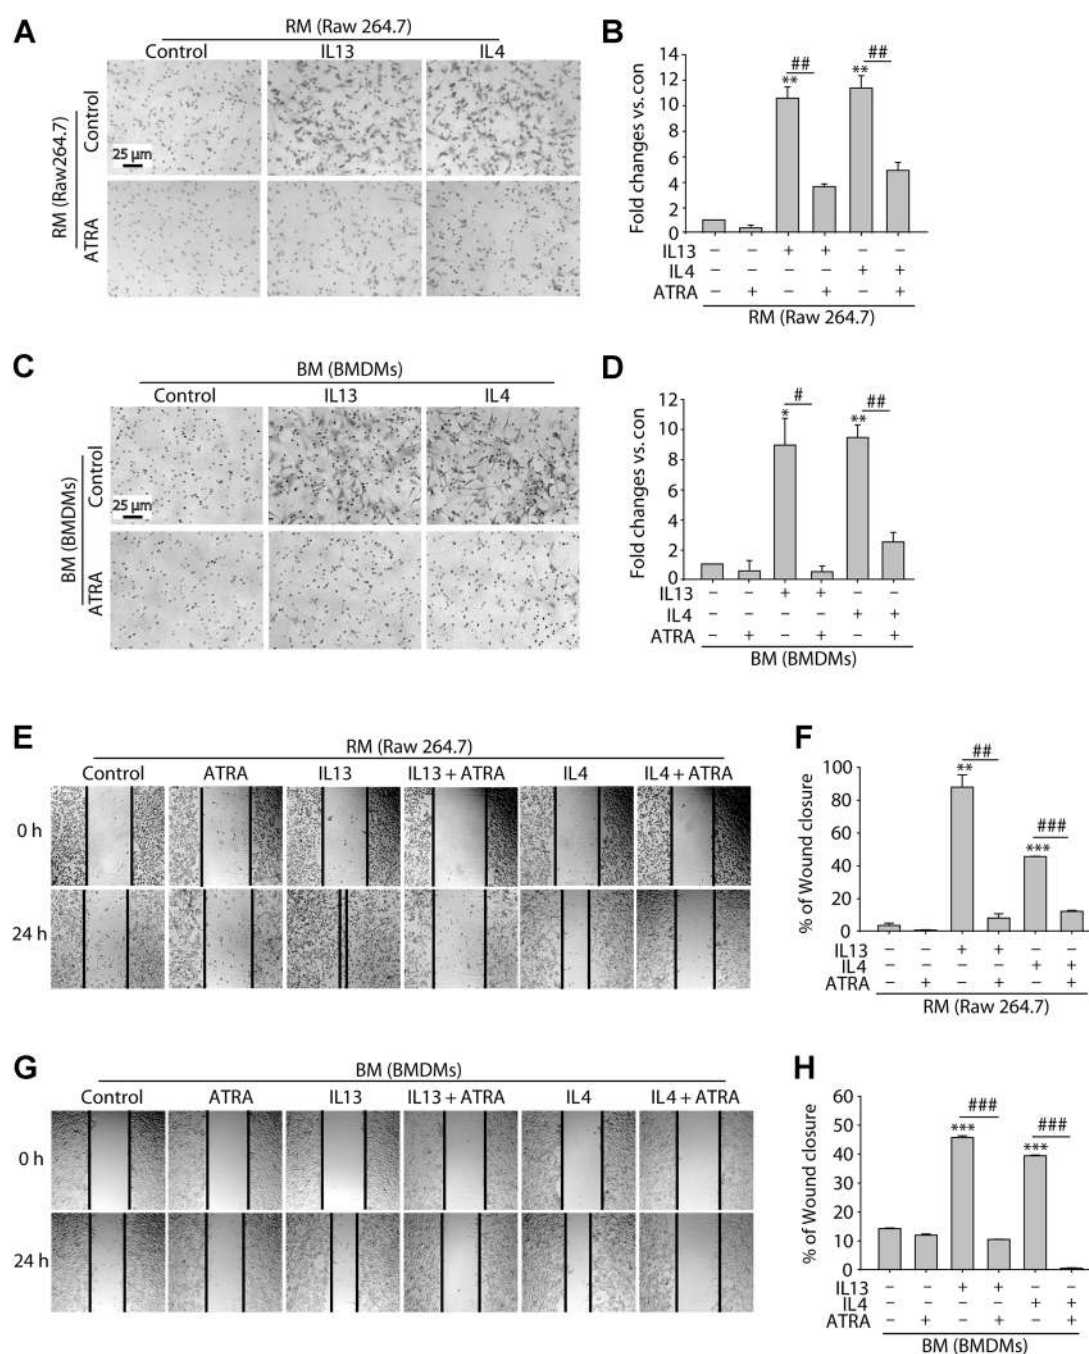 A
RM (Raw 264.7)
Control IL13 IL4
RM (Raw264.7)
Control
ATRA
25 µm
B
Fold changes vs. con
14
12
10
8
6
4
2
0
** ## ** ##
IL13 – – + + – –
IL4 – – – – + +
ATRA – + – + – +
RM (Raw 264.7)
C
BM (BMDMs)
Control IL13 IL4
BM (BMDMs)
Control
ATRA
25 µm
D
Fold changes vs. con
12
10
8
6
4
2
0
* # ** ##
IL13 – – + + – –
IL4 – – – – + +
ATRA – + – + – +
BM (BMDMs)
E
RM (Raw 264.7)
Control ATRA IL13 IL13 + ATRA IL4 IL4 + ATRA
0 h
24 h
F
% of Wound closure
100
80
60
40
20
0
** ## *** ###
IL13 – – + + – –
IL4 – – – – + +
ATRA – + – + – +
RM (Raw 264.7)
G
BM (BMDMs)
Control ATRA IL13 IL13 + ATRA IL4 IL4 + ATRA
0 h
24 h
H
% of Wound closure
60
50
40
30
20
10
0
*** ### *** ###
IL13 – – + + – –
IL4 – – – – + +
ATRA – + – + – +
BM (BMDMs)